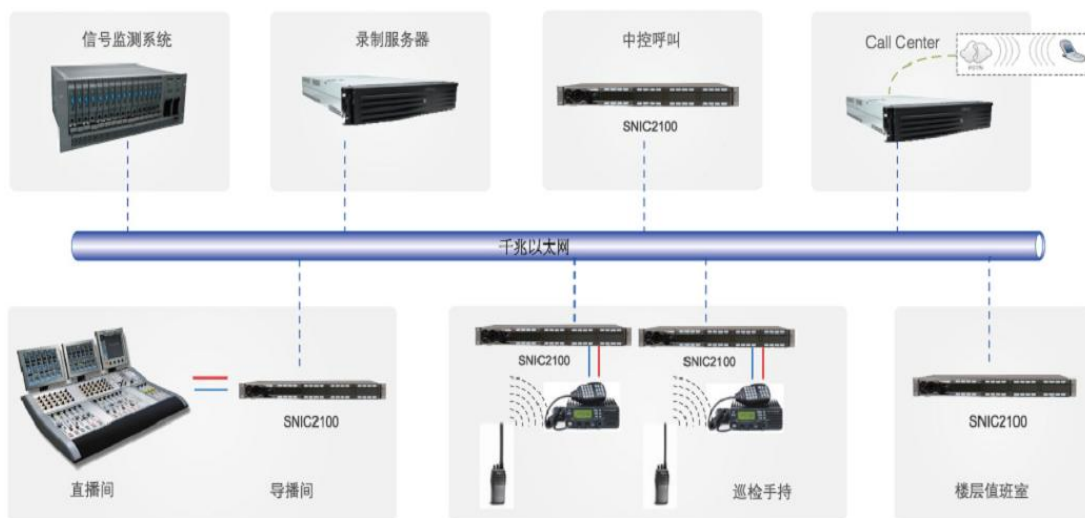 信号监测系统
录制服务器
中控呼叫
SNIC2100
Call Center
PSTN
千兆以太网
SNIC2100
直播间
导播间
SNIC2100
SNIC2100
巡检手持
SNIC2100
楼层值班室